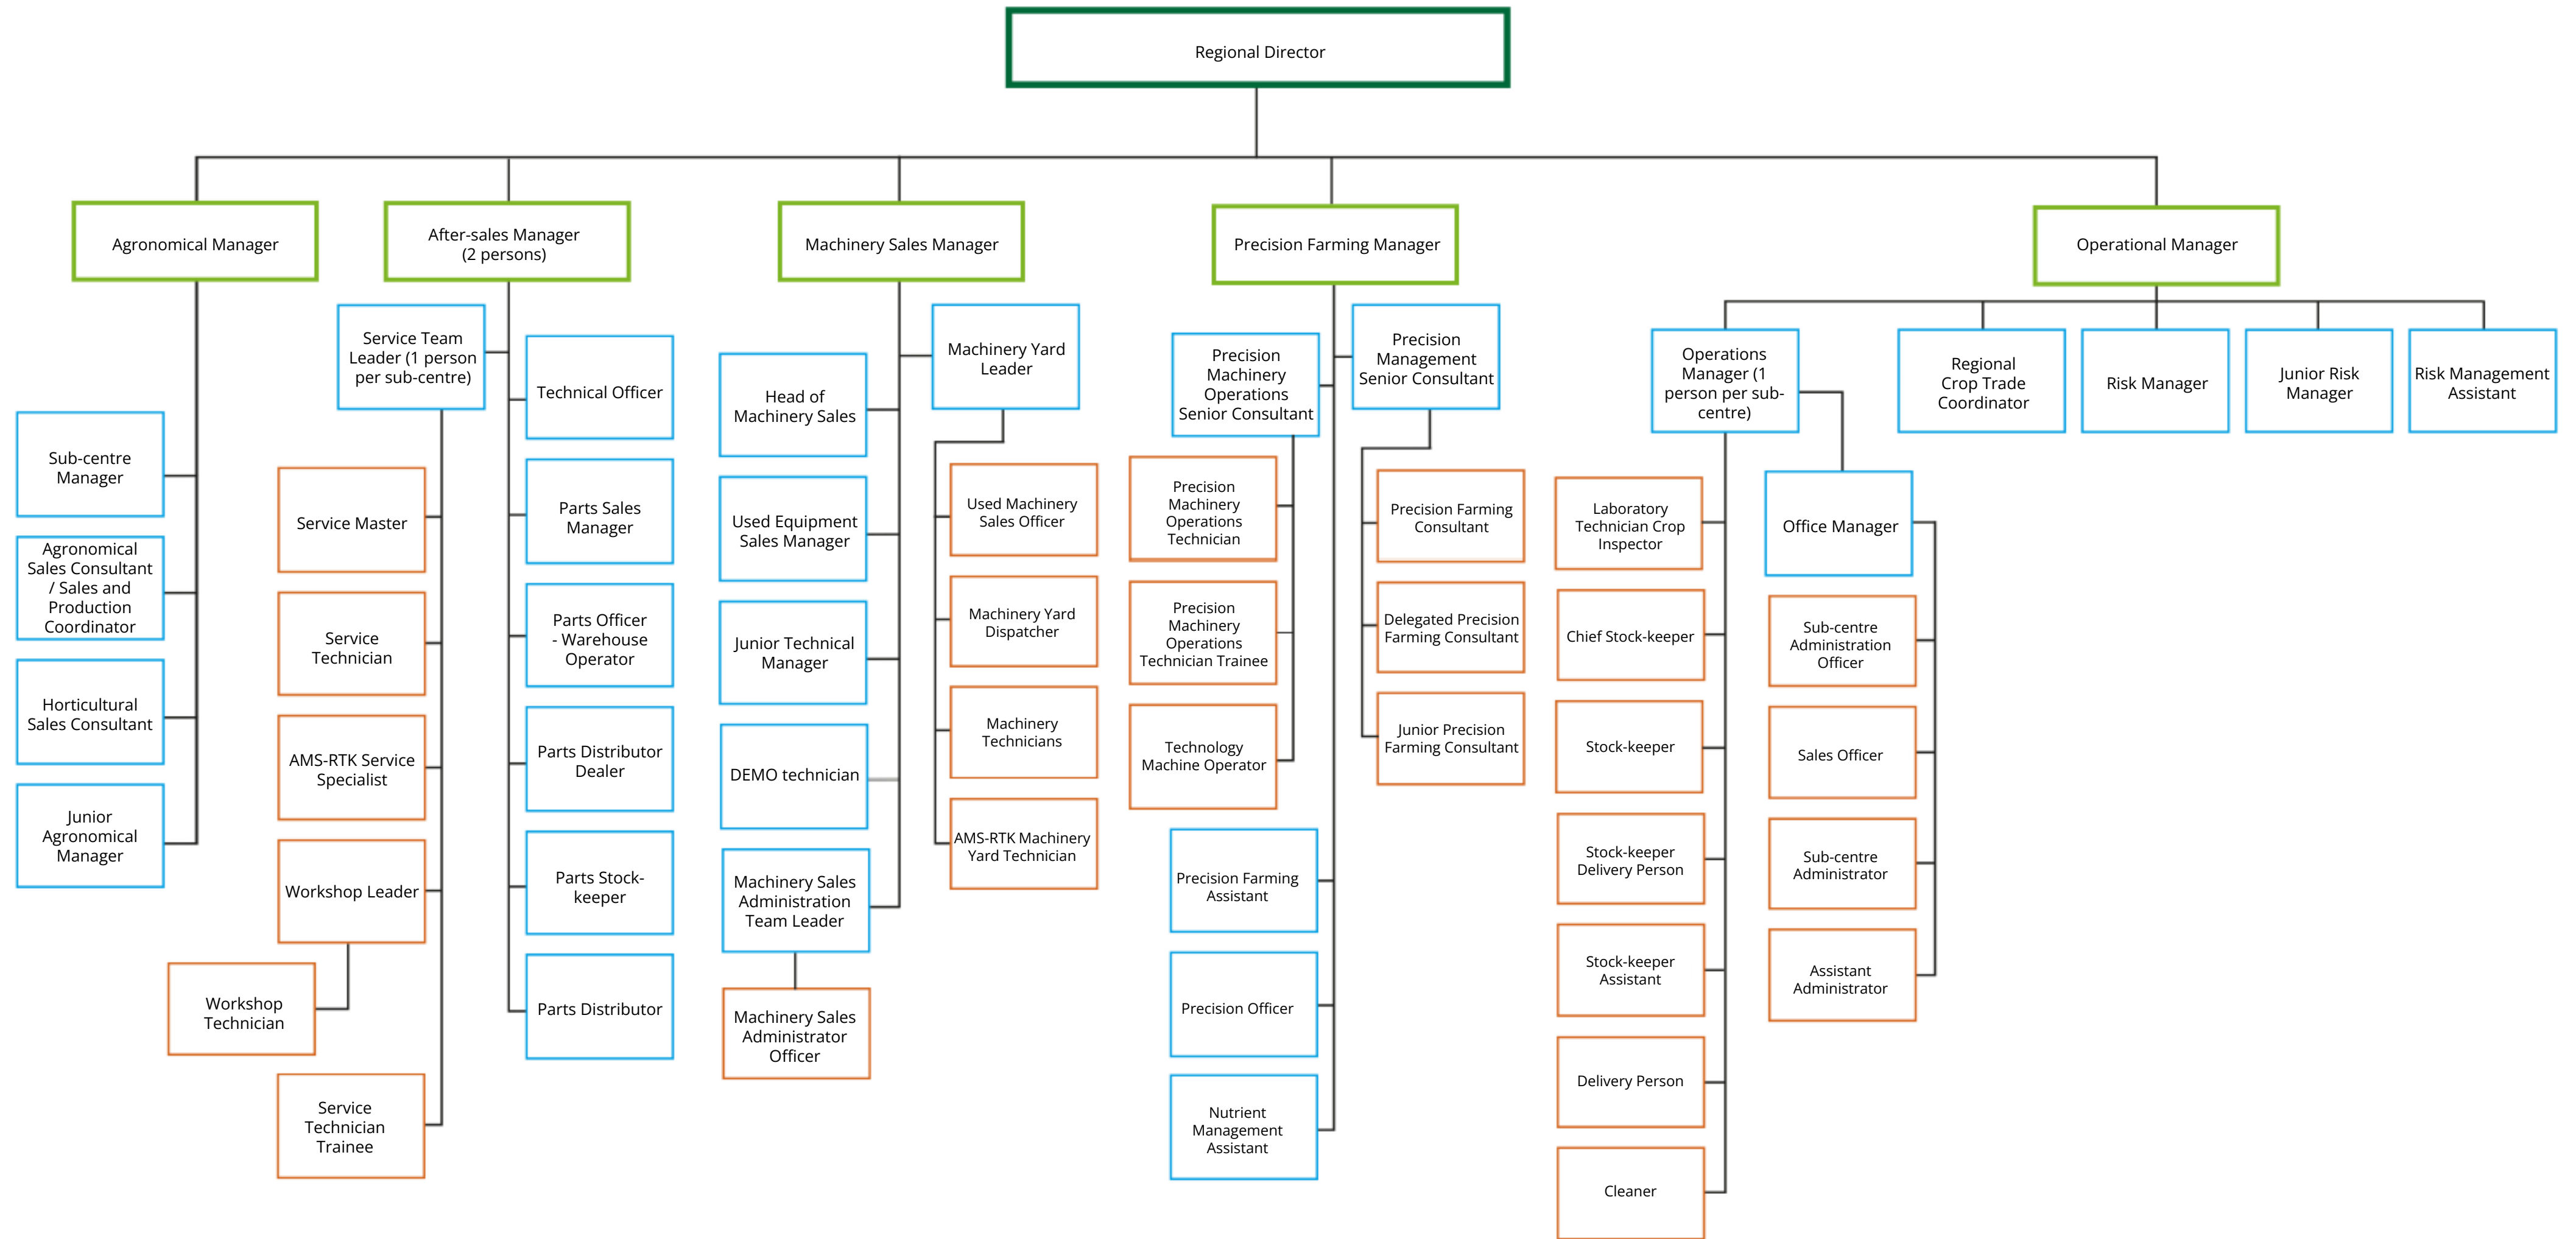 Regional Director
Agronomical Manager
After-sales Manager
(2 persons)
Machinery Sales Manager
Precision Farming Manager
Operational Manager
Sub-centre
Manager
Agronomical
Sales Consultant
/ Sales and
Production
Coordinator
Horticultural
Sales Consultant
Junior
Agronomical
Manager
Service Team
Leader (1 person
per sub-centre)
Service Master
Service
Technician
AMS-RTK Service
Specialist
Workshop Leader
Workshop
Technician
Service
Technician
Trainee
Technical Officer
Parts Sales
Manager
Parts Officer
- Warehouse
Operator
Parts Distributor
Dealer
Parts Stock-
keeper
Parts Distributor
Head of
Machinery Sales
Used Equipment
Sales Manager
Junior Technical
Manager
DEMO technician
Machinery Sales
Administration
Team Leader
Machinery Sales
Administrator
Officer
Machinery Yard
Leader
Used Machinery
Sales Officer
Machinery Yard
Dispatcher
Machinery
Technicians
AMS-RTK Machinery
Yard Technician
Precision
Machinery
Operations
Senior Consultant
Precision
Machinery
Operations
Technician
Precision
Machinery
Operations
Technician Trainee
Technology
Machine Operator
Precision Farming
Assistant
Precision Officer
Nutrient
Management
Assistant
Precision
Management
Senior Consultant
Precision Farming
Consultant
Delegated Precision
Farming Consultant
Junior Precision
Farming Consultant
Operations
Manager (1
person per sub-
centre)
Laboratory
Technician Crop
Inspector
Chief Stock-keeper
Stock-keeper
Stock-keeper
Delivery Person
Stock-keeper
Assistant
Delivery Person
Cleaner
Office Manager
Sub-centre
Administration
Officer
Sales Officer
Sub-centre
Administrator
Assistant
Administrator
Regional
Crop Trade
Coordinator
Risk Manager
Junior Risk
Manager
Risk Management
Assistant